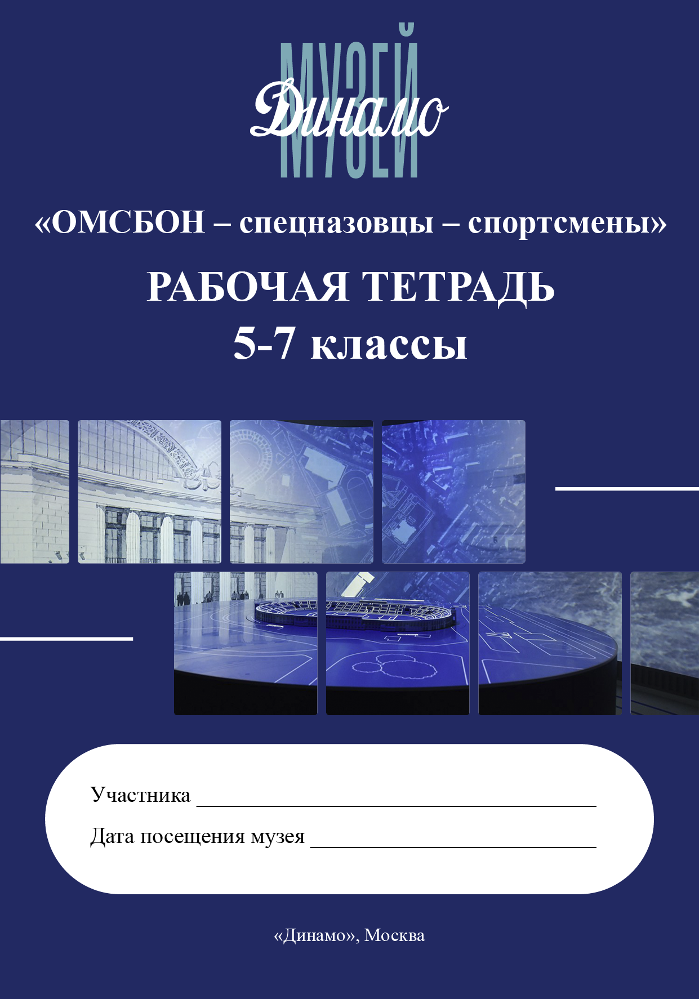 МУЗЕЙ
Динамо
«ОМСБОН – спецназовцы – спортсмены»
РАБОЧАЯ ТЕТРАДЬ
5-7 классы
Участника
Дата посещения музея
«Динамо», Москва